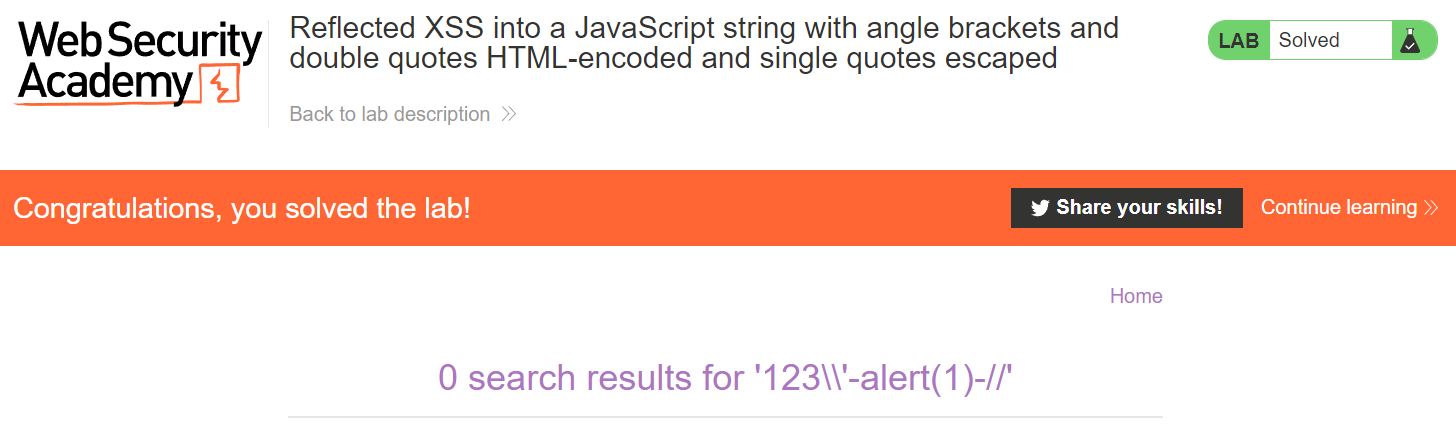 Web Security
Academy
Reflected XSS into a JavaScript string with angle brackets and
double quotes HTML-encoded and single quotes escaped
Back to lab description
LAB Solved
Congratulations, you solved the lab!
Share your skills!
Continue learning
Home
0 search results for '123\\'-alert(1)-//'